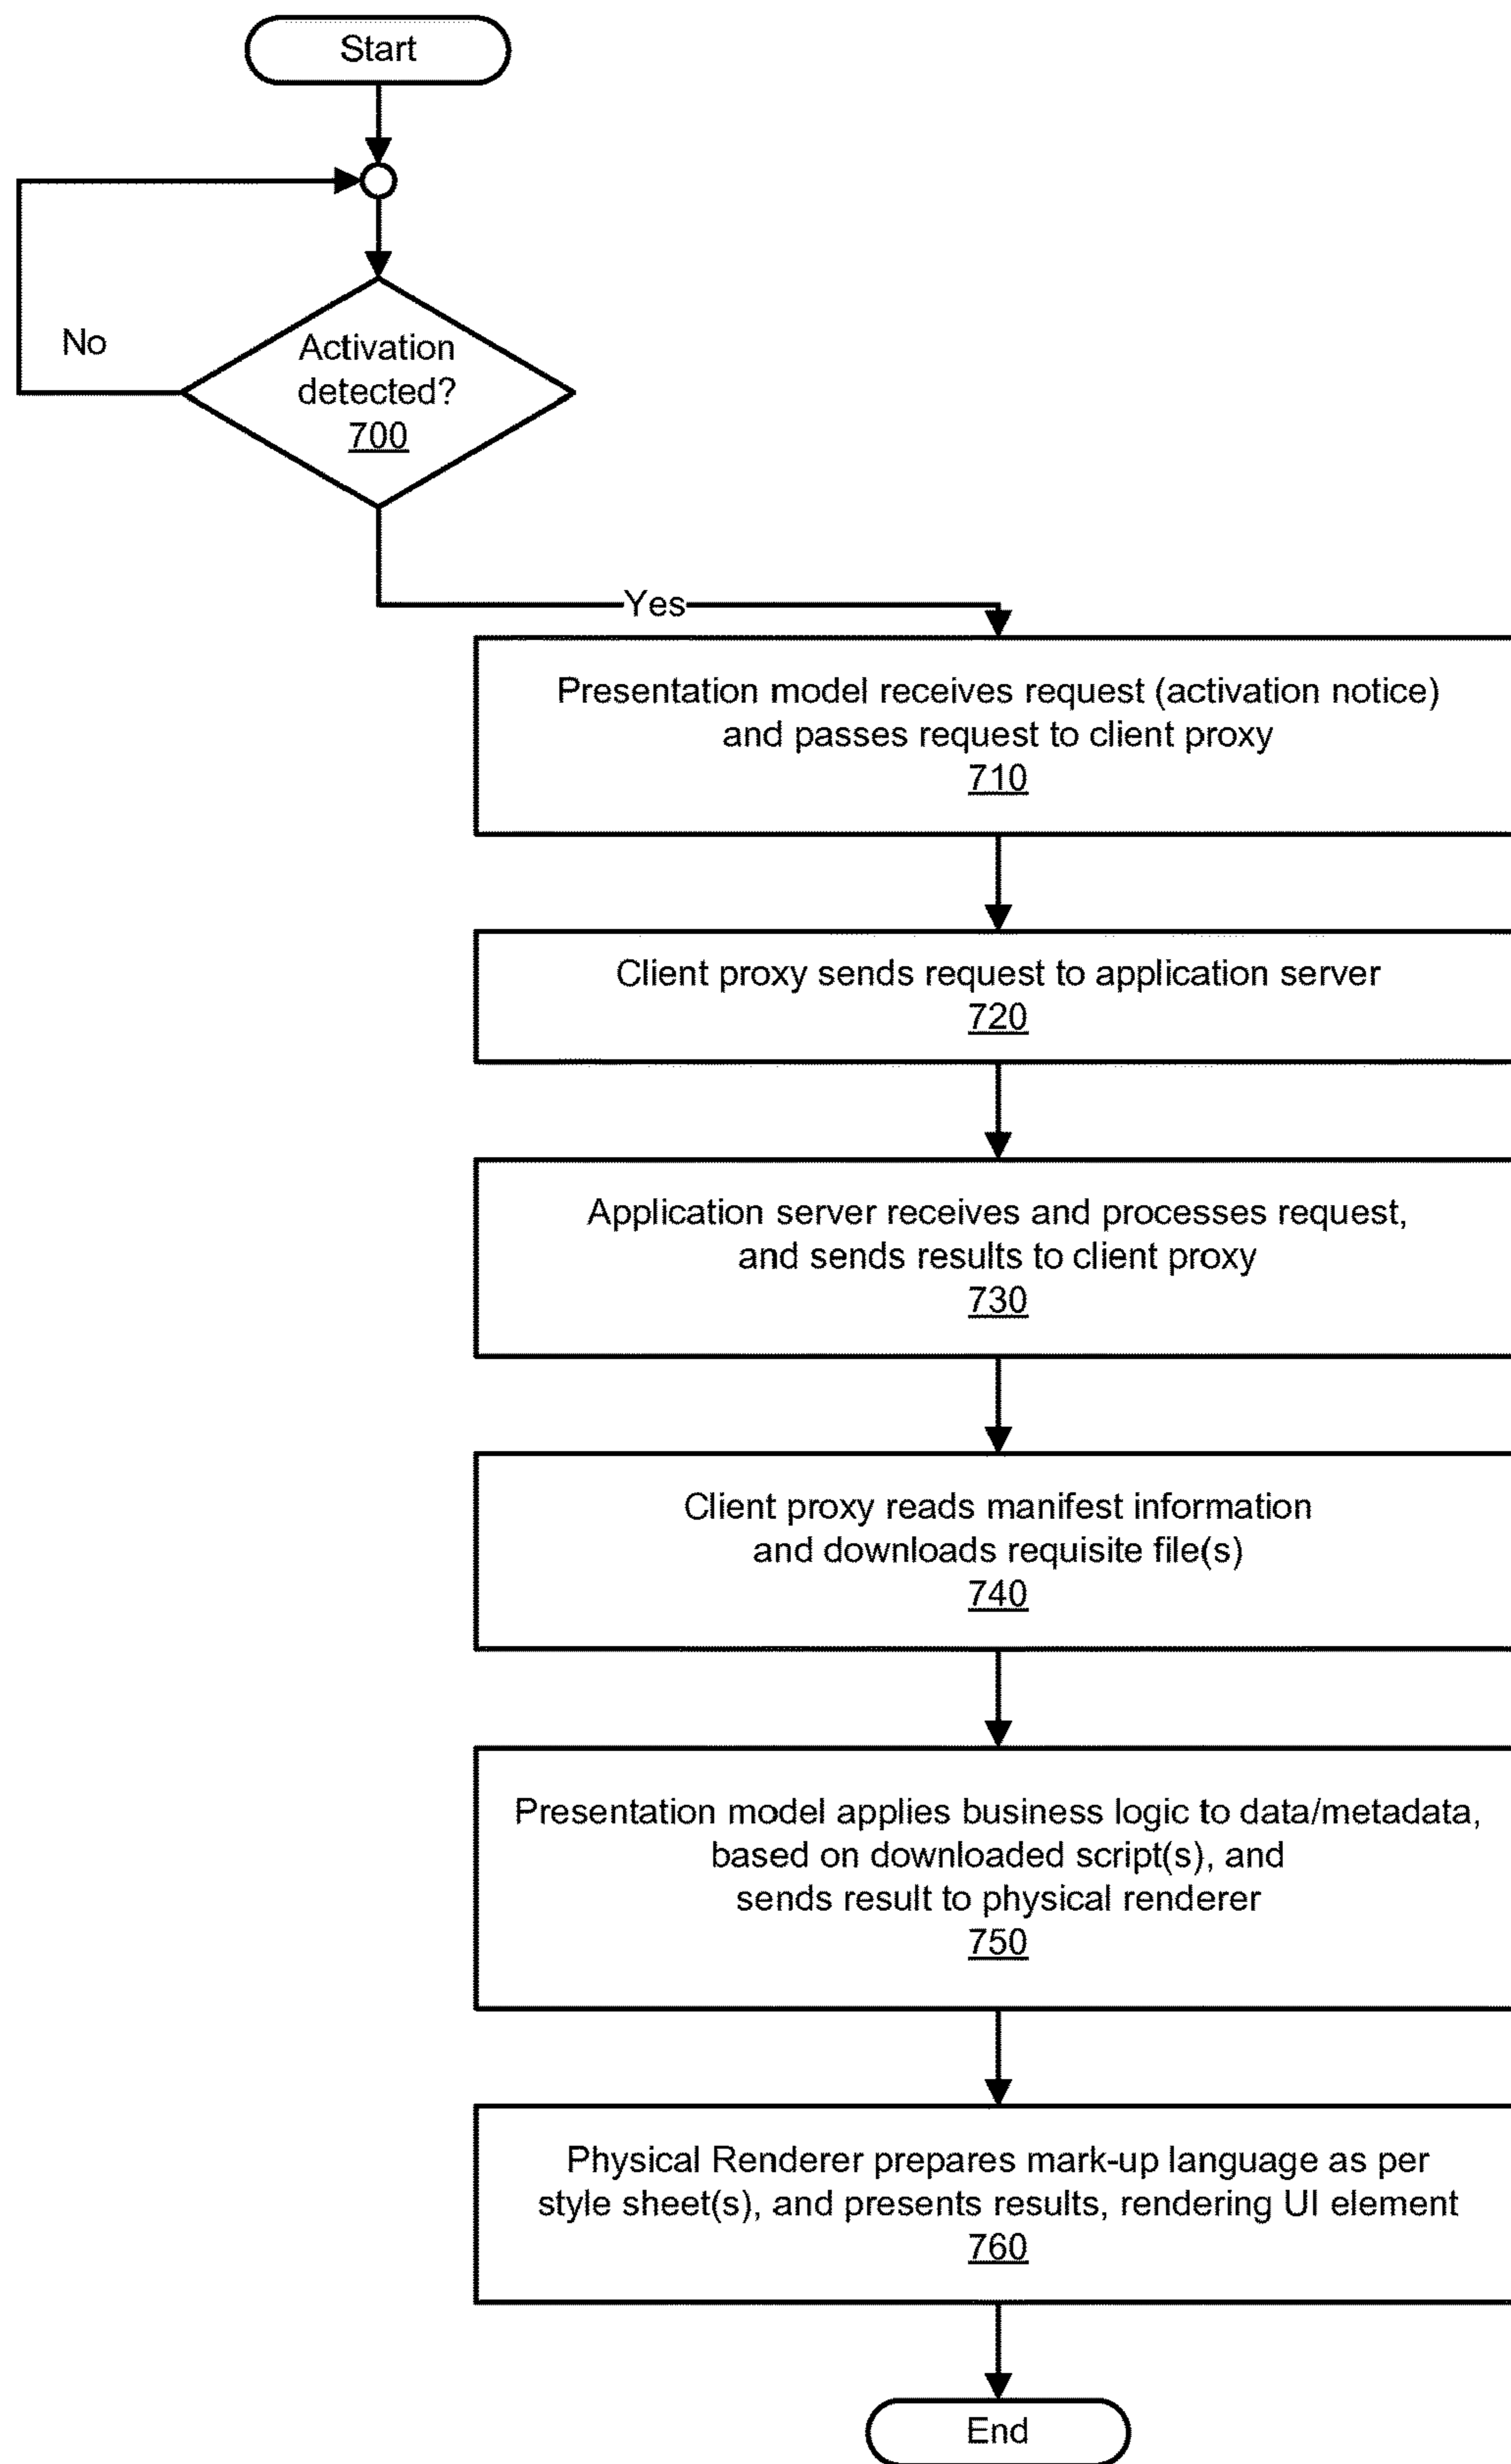 Start
No
Activation
detected?
700
Yes
Presentation model receives request (activation notice)
and passes request to client proxy
710
Client proxy sends request to application server
720
Application server receives and processes request,
and sends results to client proxy
730
Client proxy reads manifest information
and downloads requisite file(s)
740
Presentation model applies business logic to data/metadata,
based on downloaded script(s), and
sends result to physical renderer
750
Physical Renderer prepares mark-up language as per
style sheet(s), and presents results, rendering UI element
760
End